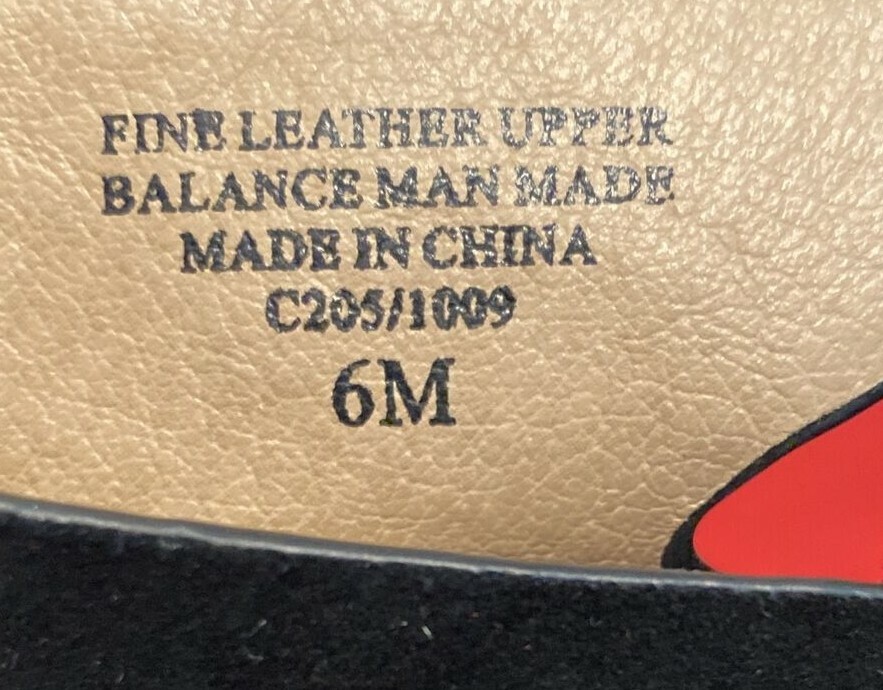 FINE LEATHER UPPER
BALANCE MAN MADE
MADE IN CHINA
C205/1009
6M